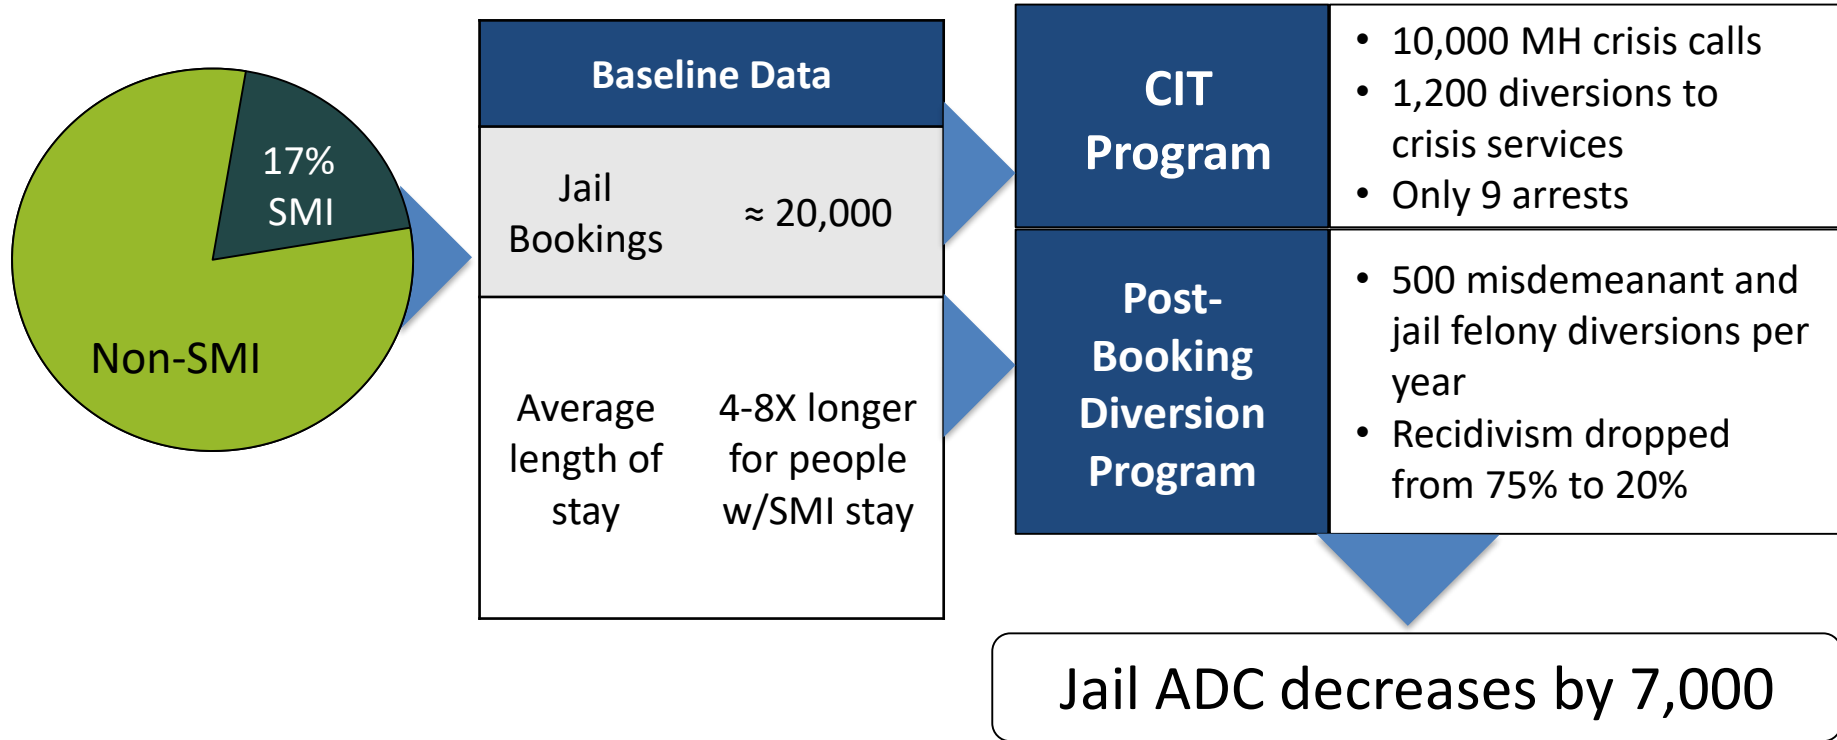 17%
SMI
Non-SMI
Baseline Data
Jail
Bookings
≈ 20,000
Average
length of
stay
4-8X longer
for people
w/SMI stay
CIT
Program
• 10,000 MH crisis calls
• 1,200 diversions to
crisis services
• Only 9 arrests
Post-
Booking
Diversion
Program
• 500 misdemeanant and
jail felony diversions per
year
• Recidivism dropped
from 75% to 20%
Jail ADC decreases by 7,000